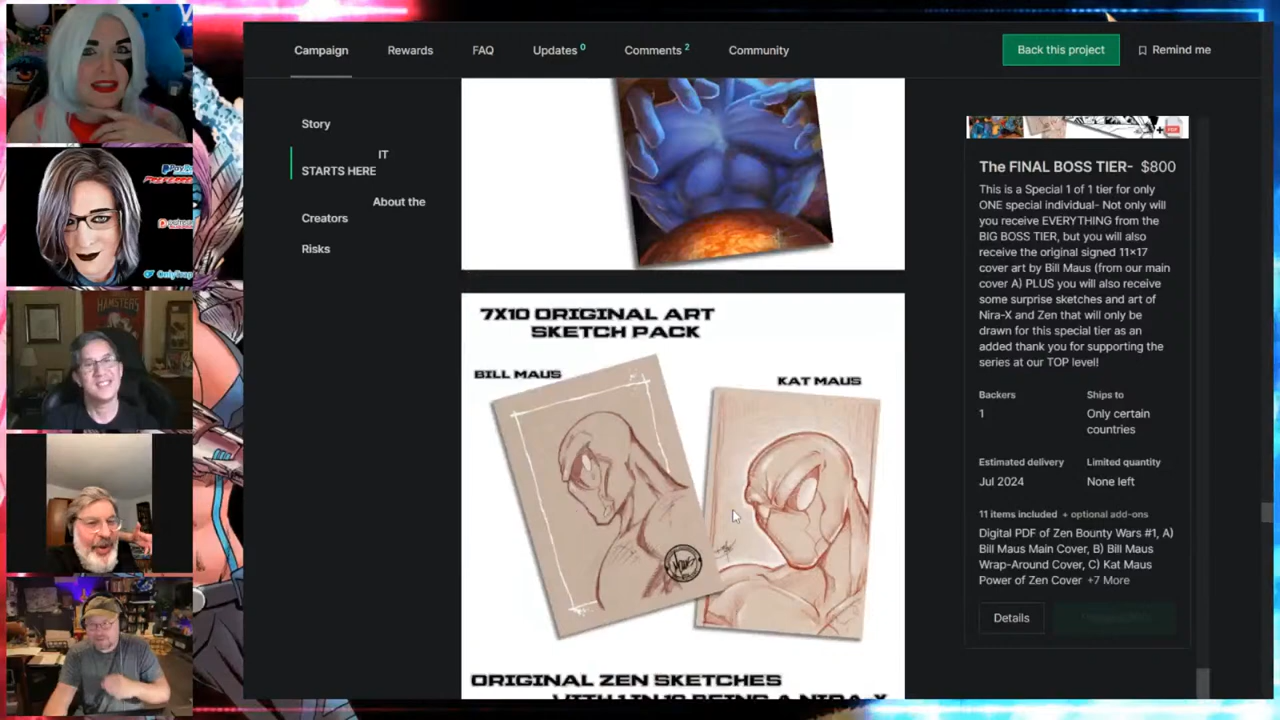 Campaign
Rewards
FAQ
Updates 0
Comments 2
Community
Back this project
Remind me
Story
IT
STARTS HERE
About the
Creators
Risks
7X10 ORIGINAL ART
SKETCH PACK
BILL MAUS
KAT MAUS
ORIGINAL ZEN SKETCHES
WITH 1 IN 10 BEING A NIRA-X
The FINAL BOSS TIER- $800
This is a Special 1 of 1 tier for only
ONE special individual- Not only will
you receive EVERYTHING from the
BIG BOSS TIER, but you will also
receive the original signed 11×17
cover art by Bill Maus (from our main
cover A) PLUS you will also receive
some surprise sketches and art of
Nira-X and Zen that will only be
drawn for this special tier as an
added thank you for supporting the
series at our TOP level!
Backers
1
Ships to
Only certain
countries
Estimated delivery
Jul 2024
Limited quantity
None left
11 items included + optional add-ons
Digital PDF of Zen Bounty Wars #1, A)
Bill Maus Main Cover, B) Bill Maus
Wrap-Around Cover, C) Kat Maus
Power of Zen Cover +7 More
Details
HAMSTERS